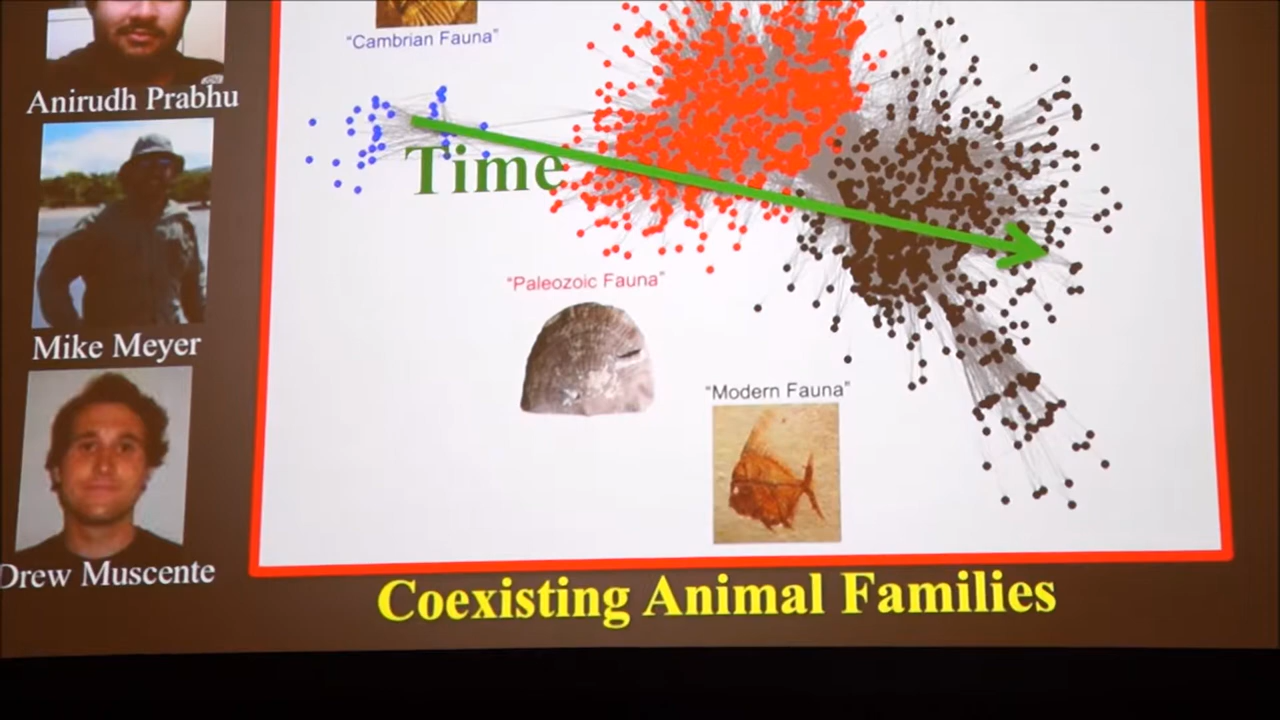 Anirudh Prabhu
Mike Meyer
Drew Muscente
"Cambrian Fauna"
Time
"Paleozoic Fauna"
"Modern Fauna"
Coexisting Animal Families